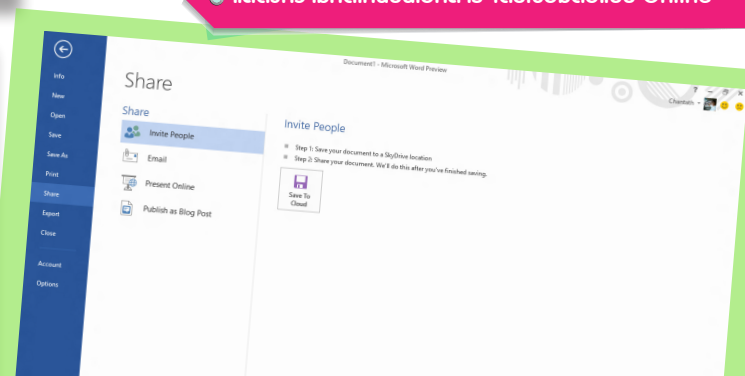 Online
Document1 - Microsoft Word Preview
? - x
Chantath
Info
New
Open
Save
Save As
Print
Share
Export
Close
Account
Options
Share
Share
Invite People
Email
Present Online
Publish as Blog Post
Invite People
Step 1: Save your document to a SkyDrive location
Step 2: Share your document. We'll do this after you've finished saving.
Save To
Cloud